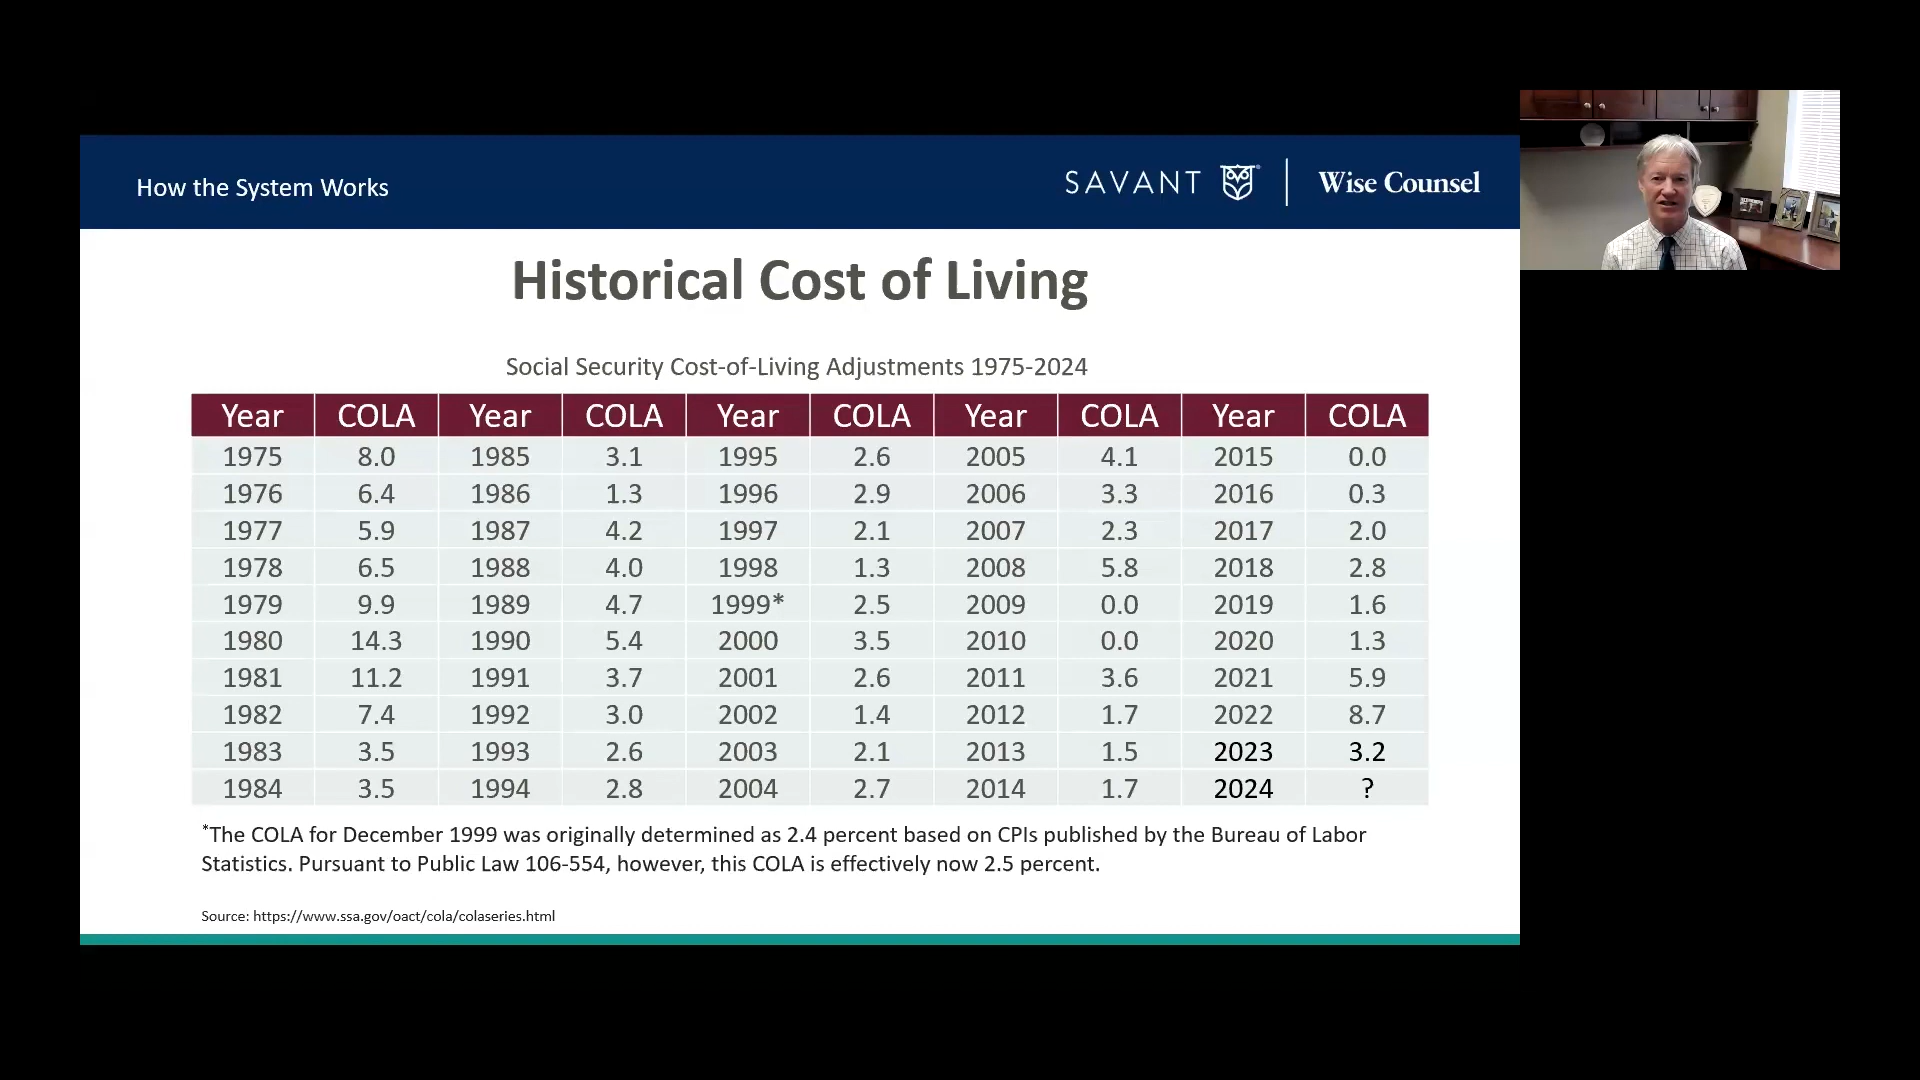 How the System Works
SAVANT
Wise Counsel
Historical Cost of Living
Social Security Cost-of-Living Adjustments 1975-2024
Year COLA Year COLA Year COLA Year COLA Year COLA
1975 8.0 1985 3.1 1995 2.6 2005 4.1 2015 0.0
1976 6.4 1986 1.3 1996 2.9 2006 3.3 2016 0.3
1977 5.9 1987 4.2 1997 2.1 2007 2.3 2017 2.0
1978 6.5 1988 4.0 1998 1.3 2008 5.8 2018 2.8
1979 9.9 1989 4.7 1999* 2.5 2009 0.0 2019 1.6
1980 14.3 1990 5.4 2000 3.5 2010 0.0 2020 1.3
1981 11.2 1991 3.7 2001 2.6 2011 3.6 2021 5.9
1982 7.4 1992 3.0 2002 1.4 2012 1.7 2022 8.7
1983 3.5 1993 2.6 2003 2.1 2013 1.5 2023 3.2
1984 3.5 1994 2.8 2004 2.7 2014 1.7 2024 ?
*The COLA for December 1999 was originally determined as 2.4 percent based on CPIs published by the Bureau of Labor
Statistics. Pursuant to Public Law 106-554, however, this COLA is effectively now 2.5 percent.
Source: https://www.ssa.gov/oact/cola/colaseries.html